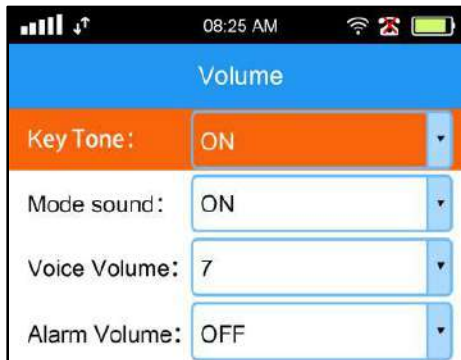 08:25 AM
Volume
Key Tone: ON
Mode sound: ON
Voice Volume: 7
Alarm Volume: OFF